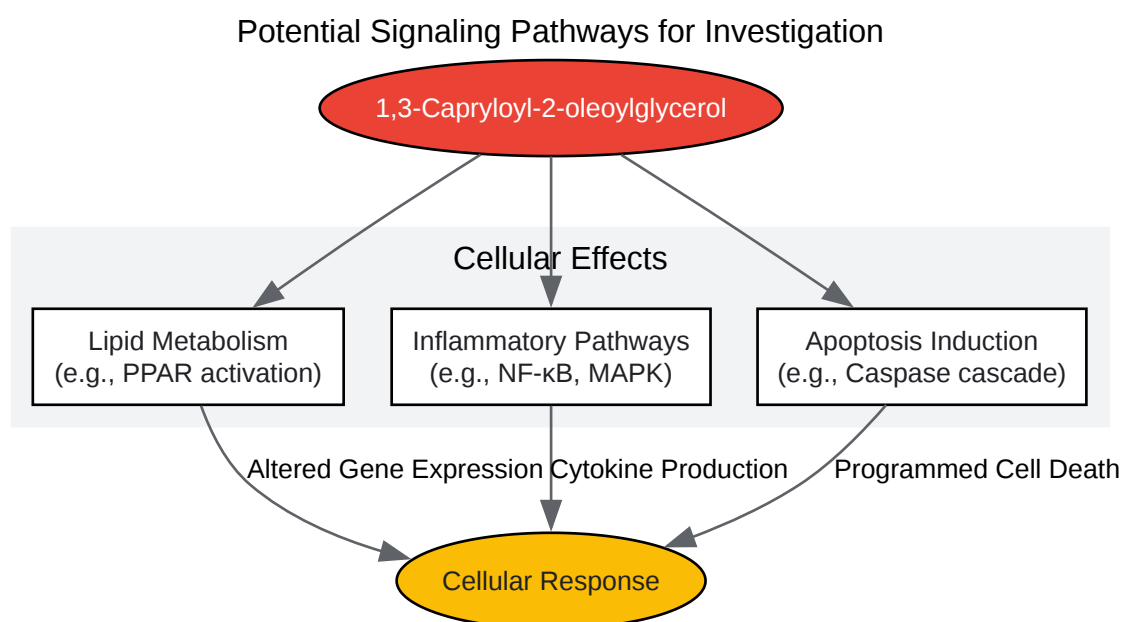 Potential Signaling Pathways for Investigation
1,3-Capryloyl-2-oleoylglycerol
Cellular Effects
Lipid Metabolism
(e.g., PPAR activation)
Inflammatory Pathways
(e.g., NF-κB, MAPK)
Apoptosis Induction
(e.g., Caspase cascade)
Altered Gene Expression
Cytokine Production
Programmed Cell Death
Cellular Response